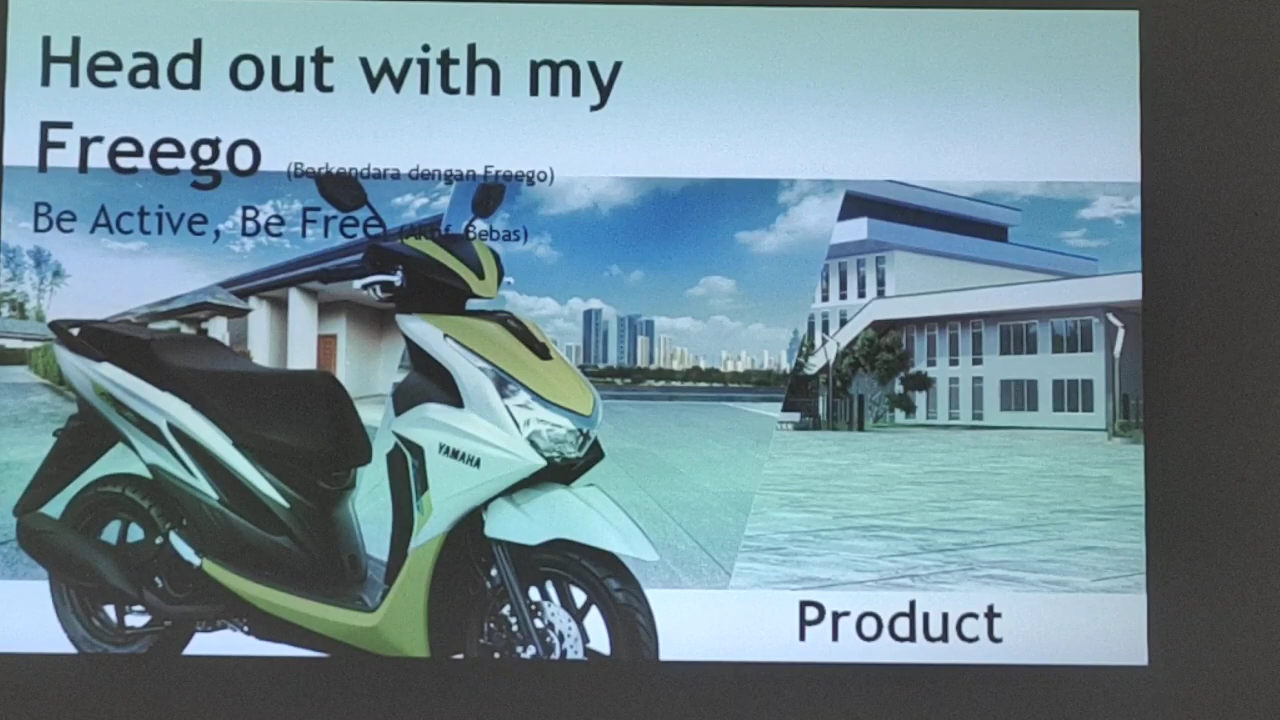 Head out with my
Freego (Berkendara dengan Freego)
Be Active, Be Free (Aktif, Bebas)
YAMAHA
Product